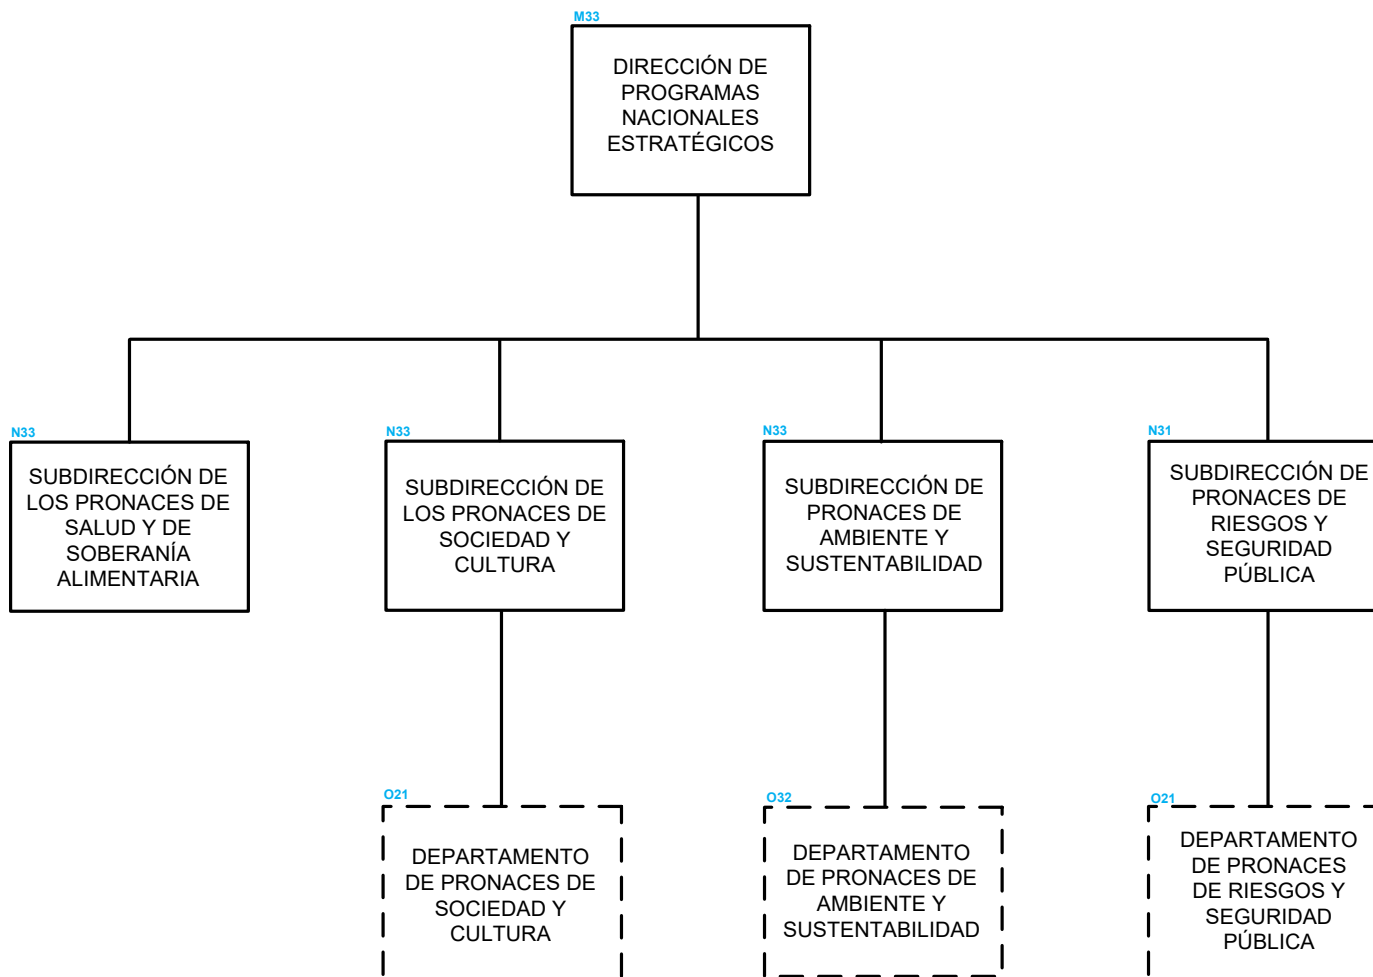 M33
DIRECCIÓN DE
PROGRAMAS
NACIONALES
ESTRATÉGICOS
N33
SUBDIRECCIÓN DE
LOS PRONACES DE
SALUD Y DE
SOBERANÍA
ALIMENTARIA
N33
SUBDIRECCIÓN DE
LOS PRONACES DE
SOCIEDAD Y
CULTURA
N33
SUBDIRECCIÓN DE
PRONACES DE
AMBIENTE Y
SUSTENTABILIDAD
N31
SUBDIRECCIÓN DE
PRONACES DE
RIESGOS Y
SEGURIDAD
PÚBLICA
O21
DEPARTAMENTO
DE PRONACES DE
SOCIEDAD Y
CULTURA
O32
DEPARTAMENTO
DE PRONACES DE
AMBIENTE Y
SUSTENTABILIDAD
O21
DEPARTAMENTO
DE PRONACES
DE RIESGOS Y
SEGURIDAD
PÚBLICA